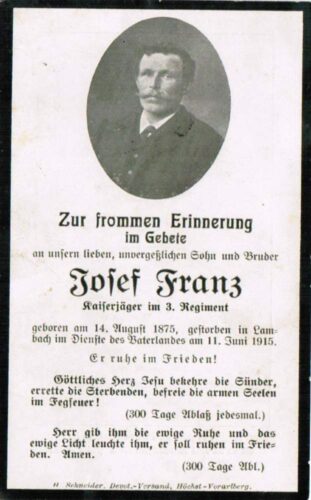 Zur frommen Erinnerung
im Gebete
an unsern lieben, unvergeßlichen Sohn und Bruder
Josef Franz
Kaiserjäger im 3. Regiment
geboren am 14. August 1875, gestorben in Lam-
bach im Dienste des Vaterlandes am 11. Juni 1915.
Er ruhe im Frieden!
Göttliches Herz Jesu bekehre die Sünder,
errette die Sterbenden, befreie die armen Seelen
im Fegfeuer!
(300 Tage Ablaß jedesmal.)
Herr gib ihm die ewige Ruhe und das
ewige Licht leuchte ihm, er soll ruhen im Frie-
den. Amen.
(300 Tage Abl.)
H Schneider, Devot.-Versand, Höchst-Vorarlberg.